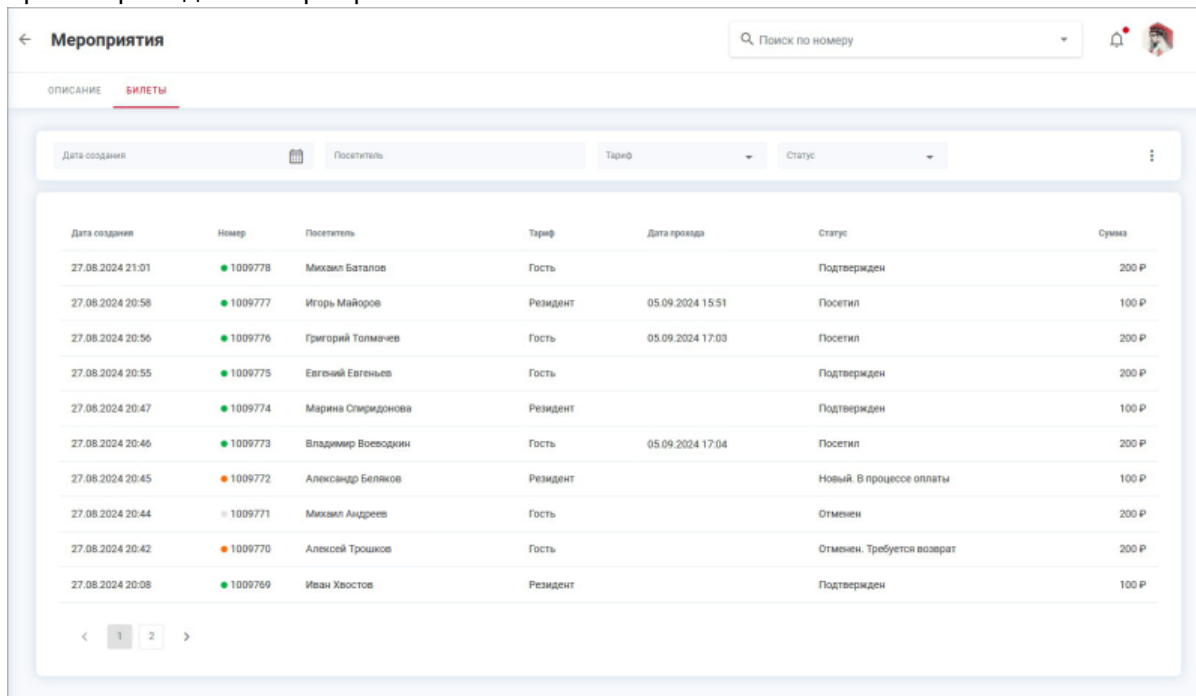 Мероприятия
Поиск по номеру
ОПИСАНИЕ БИЛЕТЫ
Дата создания Посетитель Тариф Статус
Дата создания Номер Посетитель Тариф Дата прохода Статус Сумма
27.08.2024 21:01 1009778 Михаил Баталов Гость Подтвержден 200 ₽
27.08.2024 20:58 1009777 Игорь Майоров Резидент 05.09.2024 15:51 Посетил 100 ₽
27.08.2024 20:56 1009776 Григорий Толмачев Гость 05.09.2024 17:03 Посетил 200 ₽
27.08.2024 20:55 1009775 Евгений Евгеньев Гость Подтвержден 200 ₽
27.08.2024 20:47 1009774 Марина Спиридонова Резидент Подтвержден 100 ₽
27.08.2024 20:46 1009773 Владимир Воеводкин Гость 05.09.2024 17:04 Посетил 200 ₽
27.08.2024 20:45 1009772 Александр Беляков Резидент Новый. В процессе оплаты 100 ₽
27.08.2024 20:44 1009771 Михаил Андреев Гость Отменен 200 ₽
27.08.2024 20:42 1009770 Алексей Трошков Гость Отменен. Требуется возврат 200 ₽
27.08.2024 20:08 1009769 Иван Хвостов Резидент Подтвержден 100 ₽
1 2